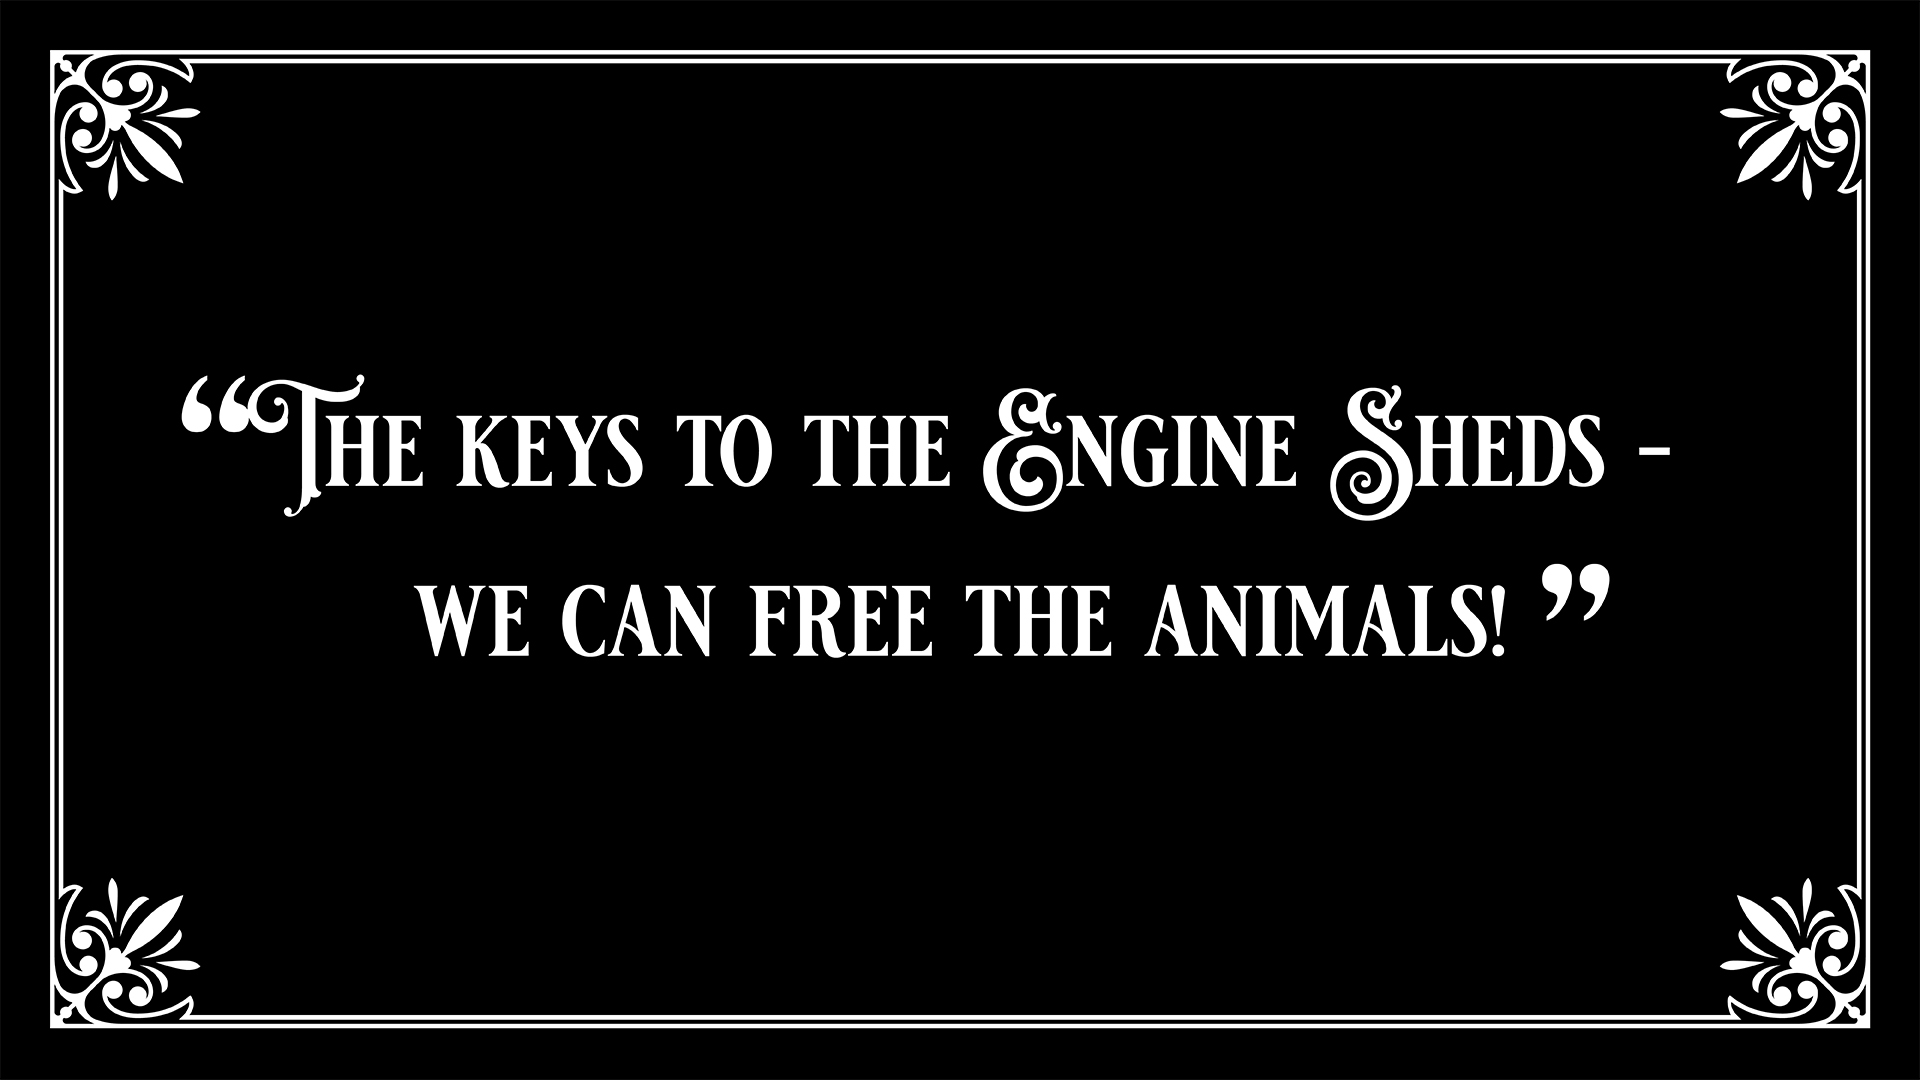 “The keys to the Engine Sheds -
we can free the animals! ”